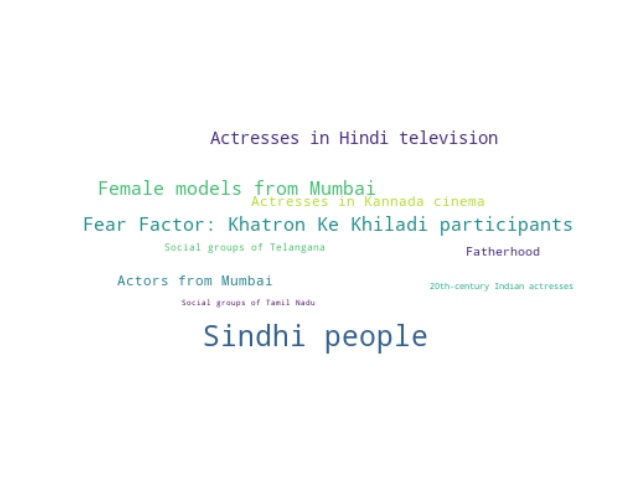 Actresses in Hindi television
Female models from Mumbai
Actresses in Kannada cinema
Fear Factor: Khatron Ke Khiladi participants
Social groups of Telangana
Fatherhood
Actors from Mumbai
20th-century Indian actresses
Social groups of Tamil Nadu
Sindhi people